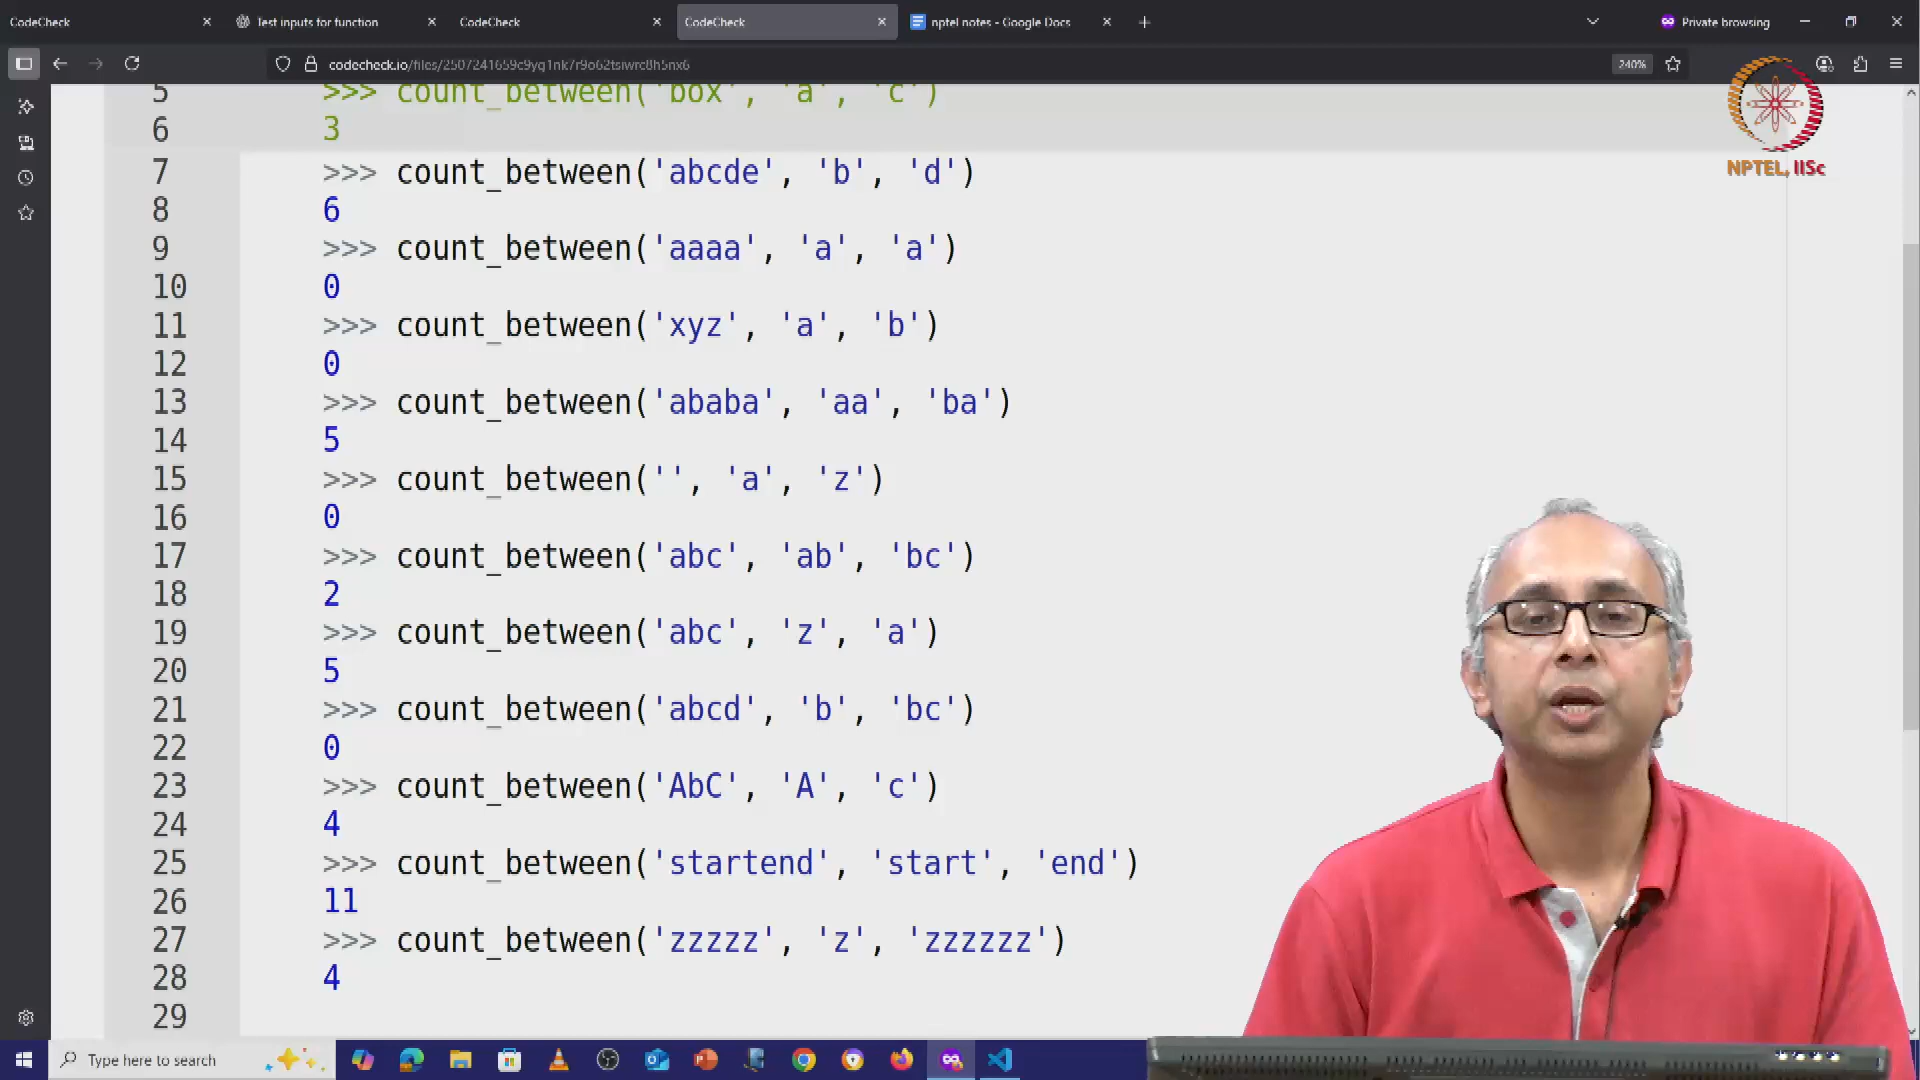 CodeCheck
Test inputs for function
CodeCheck
CodeCheck
nptel notes - Google Docs
Private browsing
codecheck.io/files/2507241659c9yg1nk7r9o62tsiwrc8h5nx6
240%
NPTEL, IISc
5 >>> count_between('box', 'a', 'c')
6 3
7 >>> count_between('abcde', 'b', 'd')
8 6
9 >>> count_between('aaaa', 'a', 'a')
10 0
11 >>> count_between('xyz', 'a', 'b')
12 0
13 >>> count_between('ababa', 'aa', 'ba')
14 5
15 >>> count_between('', 'a', 'z')
16 0
17 >>> count_between('abc', 'ab', 'bc')
18 2
19 >>> count_between('abc', 'z', 'a')
20 5
21 >>> count_between('abcd', 'b', 'bc')
22 0
23 >>> count_between('AbC', 'A', 'c')
24 4
25 >>> count_between('startend', 'start', 'end')
26 11
27 >>> count_between('zzzzz', 'z', 'zzzzzz')
28 4
29
Type here to search